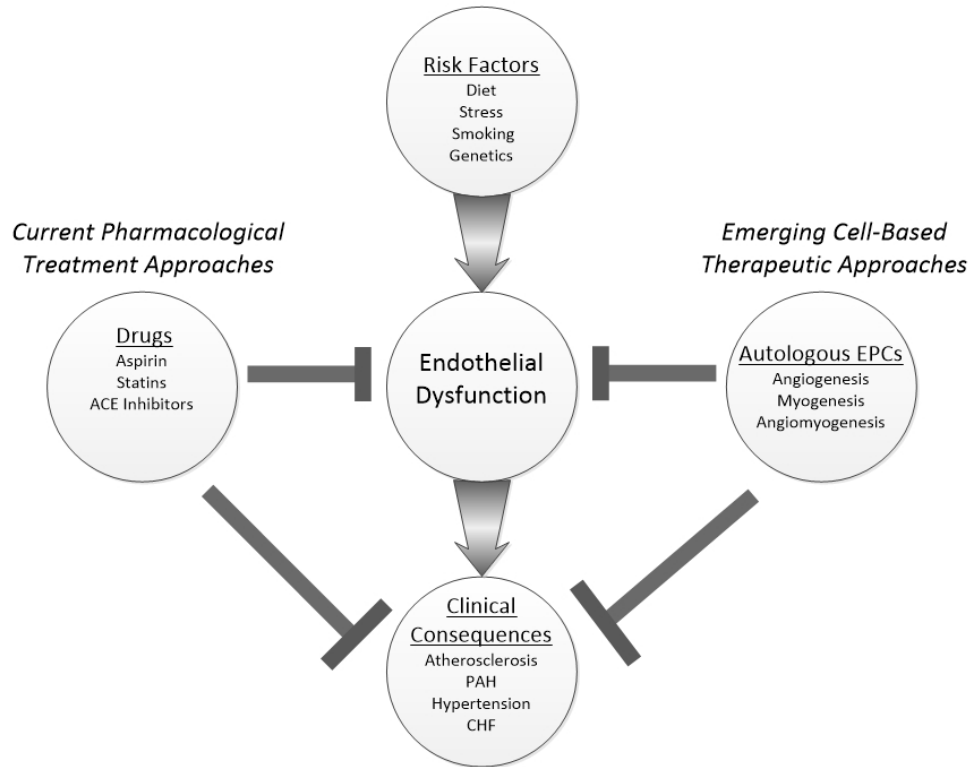 Risk Factors
Diet
Stress
Smoking
Genetics
Current Pharmacological
Treatment Approaches
Emerging Cell-Based
Therapeutic Approaches
Drugs
Aspirin
Statins
ACE Inhibitors
Endothelial
Dysfunction
Autologous EPCs
Angiogenesis
Myogenesis
Angiomyogenesis
Clinical
Consequences
Atherosclerosis
PAH
Hypertension
CHF